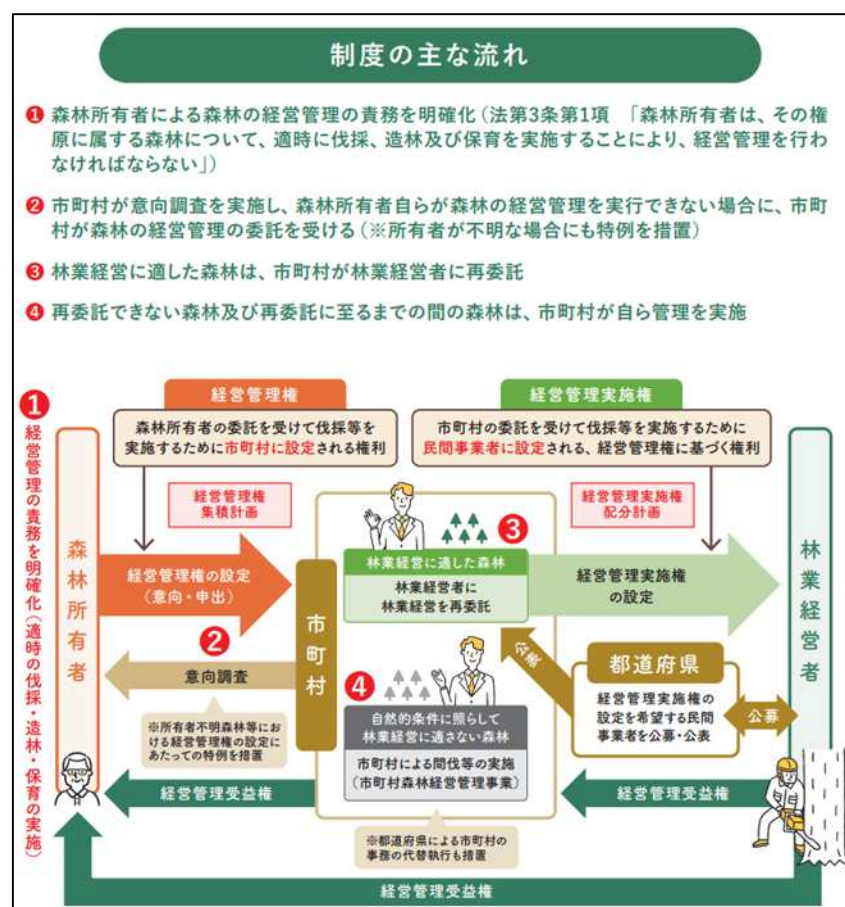 制度の主な流れ
❶ 森林所有者による森林の経営管理の責務を明確化（法第3条第1項 「森林所有者は、その権
原に属する森林について、適時に伐採、造林及び保育を実施することにより、経営管理を行わ
なければならない」）
❷ 市町村が意向調査を実施し、森林所有者自らが森林の経営管理を実行できない場合に、市町
村が森林の経営管理の委託を受ける（※所有者が不明な場合にも特例を措置）
❸ 林業経営に適した森林は、市町村が林業経営者に再委託
❹ 再委託できない森林及び再委託に至るまでの間の森林は、市町村が自ら管理を実施
❶
経営管理の責務を明確化（適時の伐採・造林・保育の実施）
森林所有者
経営管理権
森林所有者の委託を受けて伐採等を
実施するために市町村に設定される権利
経営管理権
集積計画
経営管理権の設定
（意向・申出）
❷
意向調査
※所有者不明森林等にお
ける経営管理権の設定に
あたっての特例を措置
経営管理受益権
市町村
❸
林業経営に適した森林
林業経営者に
林業経営を再委託
❹
自然的条件に照らして
林業経営に適さない森林
市町村による間伐等の実施
（市町村森林経営管理事業）
※都道府県による市町村の
事務の代替執行も措置
経営管理実施権
市町村の委託を受けて伐採等を実施するために
民間事業者に設定される、経営管理権に基づく権利
経営管理実施権
配分計画
経営管理実施権
の設定
公表
都道府県
経営管理実施権の
設定を希望する民間
事業者を公募・公表
公募
経営管理受益権
林業経営者
経営管理受益権